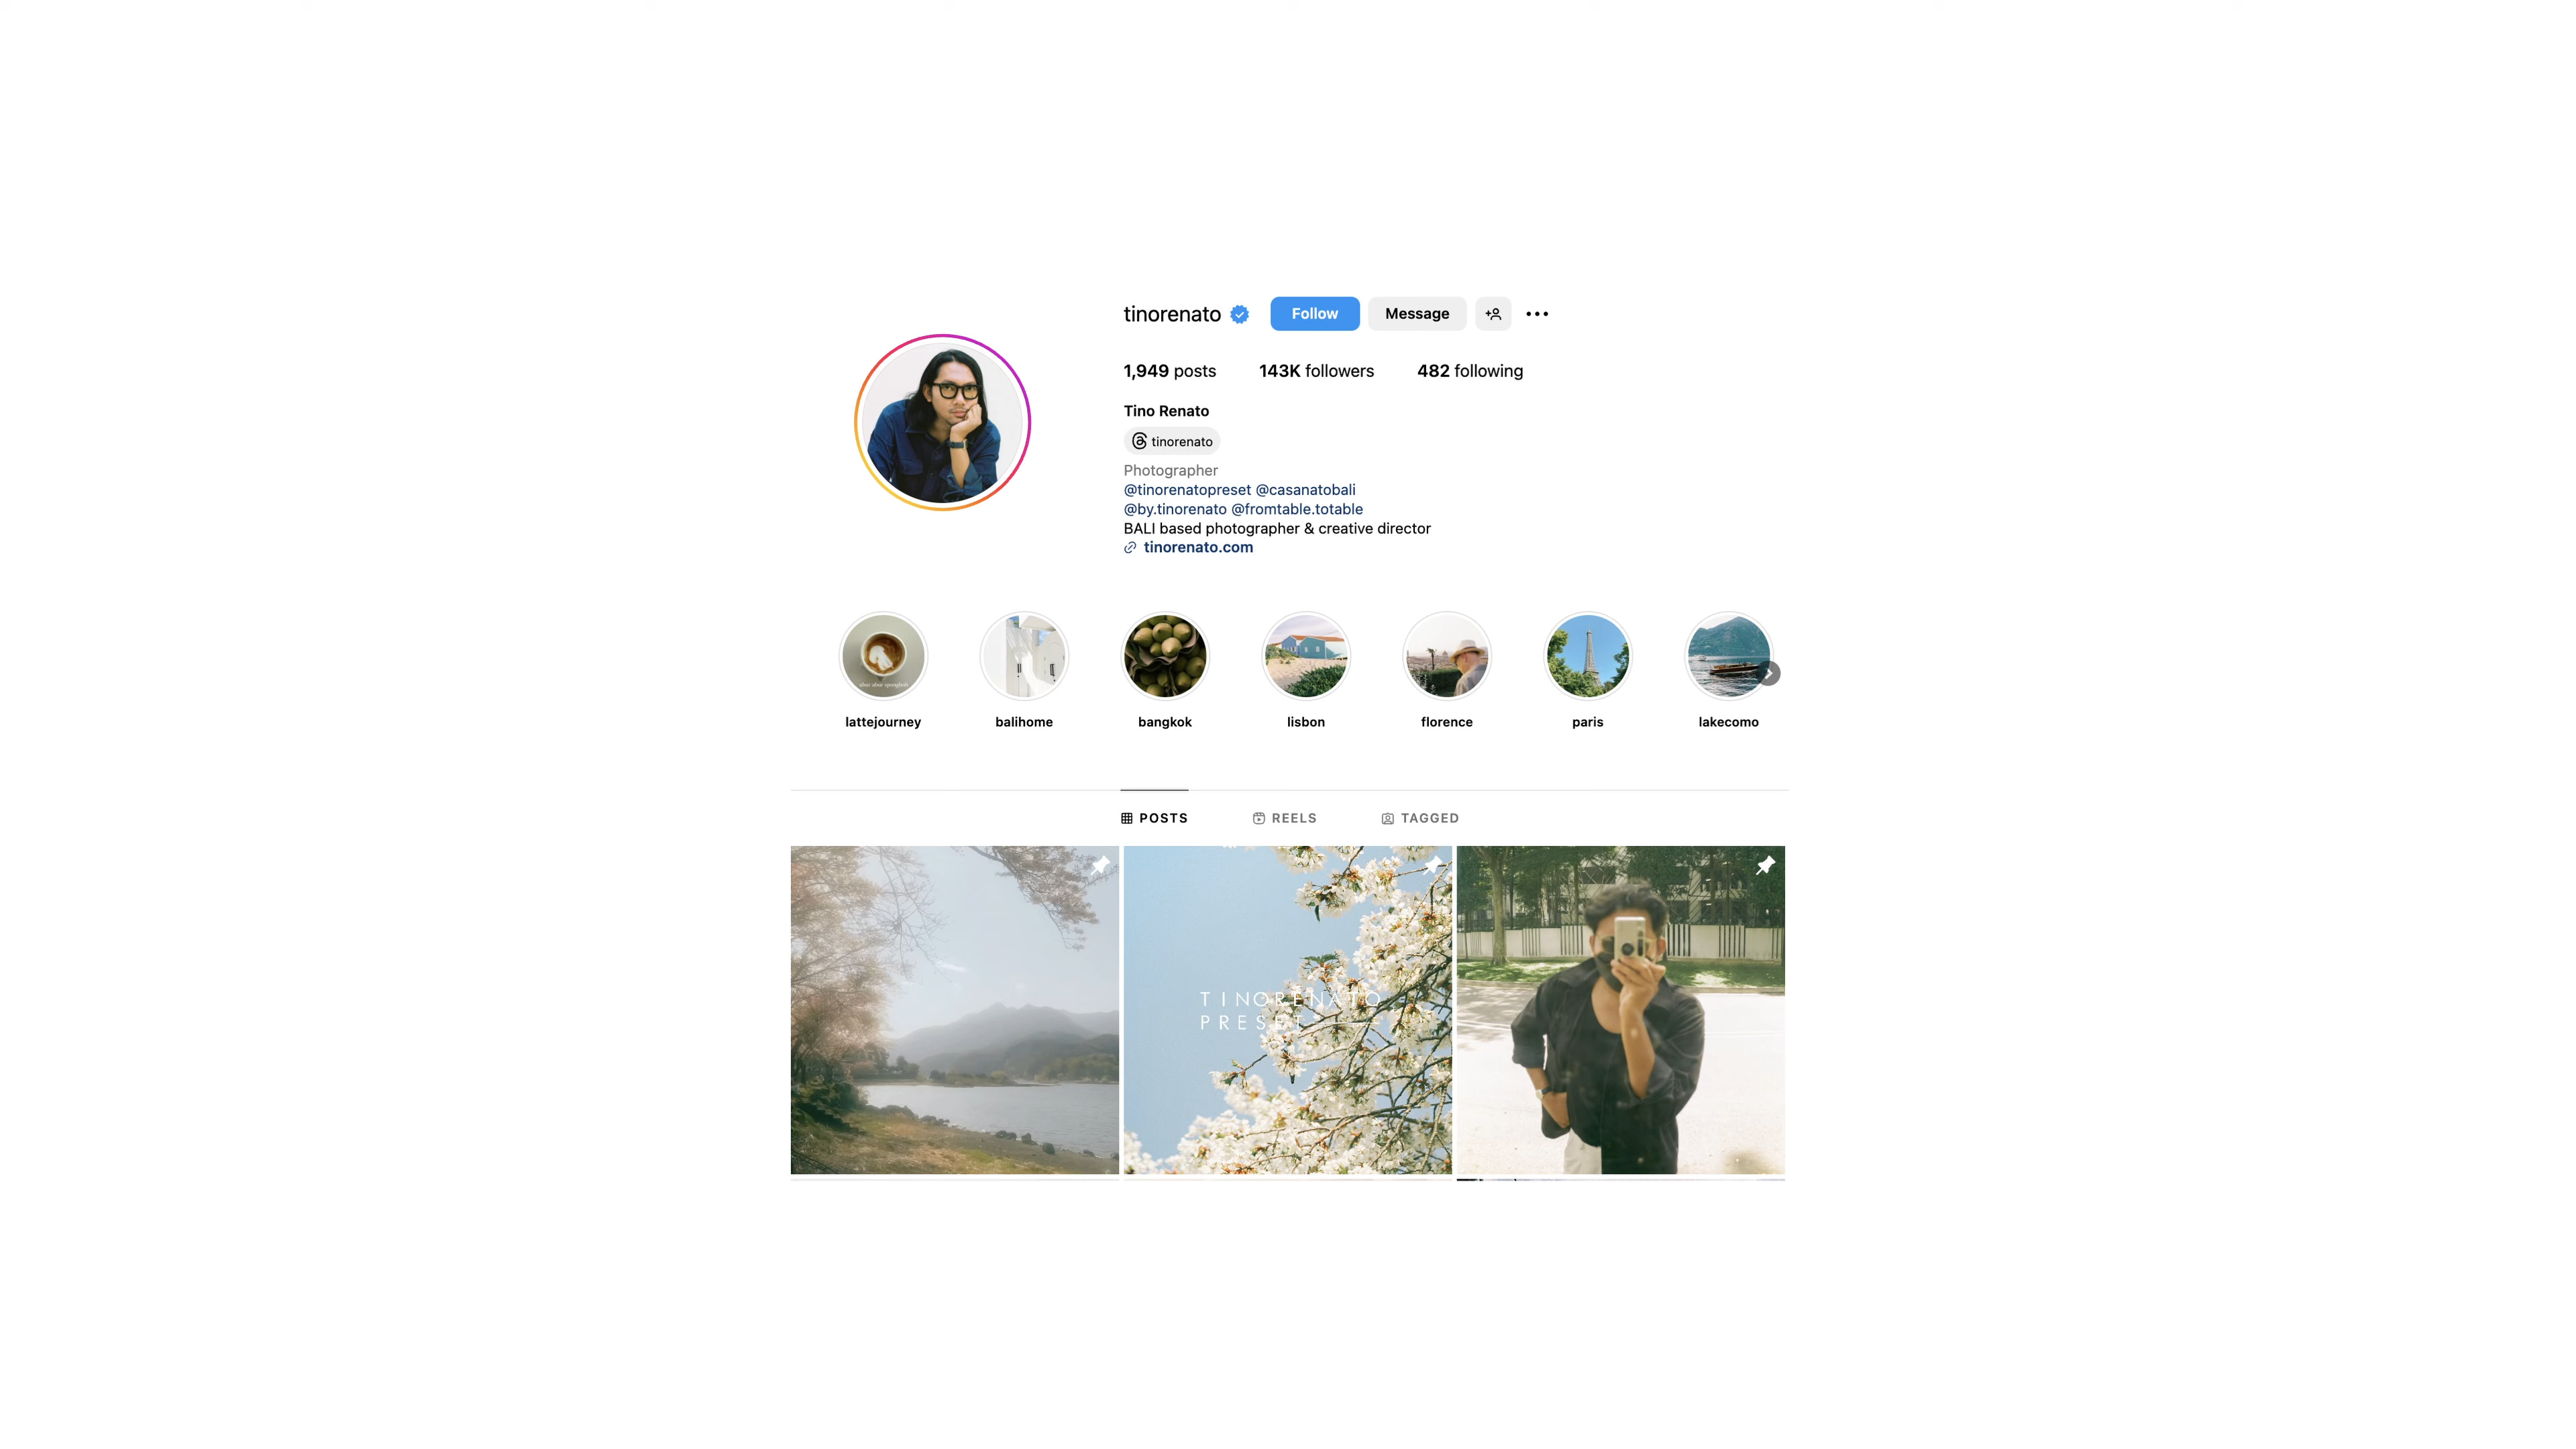 tinorenato Follow Message
1,949 posts 143K followers 482 following
Tino Renato
tinorenato
Photographer
@tinorenatopreset @casanatobali
@by.tinorenato @fromtable.totable
BALI based photographer & creative director
tinorenato.com
lattejourney balihome bangkok lisbon florence paris lakecomo
POSTS REELS TAGGED
TINORENATO
PRESET